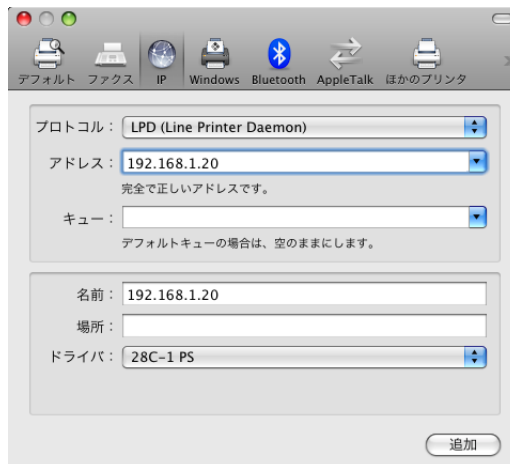 デフォルト ファクス IP Windows Bluetooth AppleTalk ほかのプリンタ
プロトコル： LPD (Line Printer Daemon)
アドレス： 192.168.1.20
完全で正しいアドレスです。
キュー：
デフォルトキューの場合は、空のままにします。
名前： 192.168.1.20
場所：
ドライバ： 28C-1 PS
追加